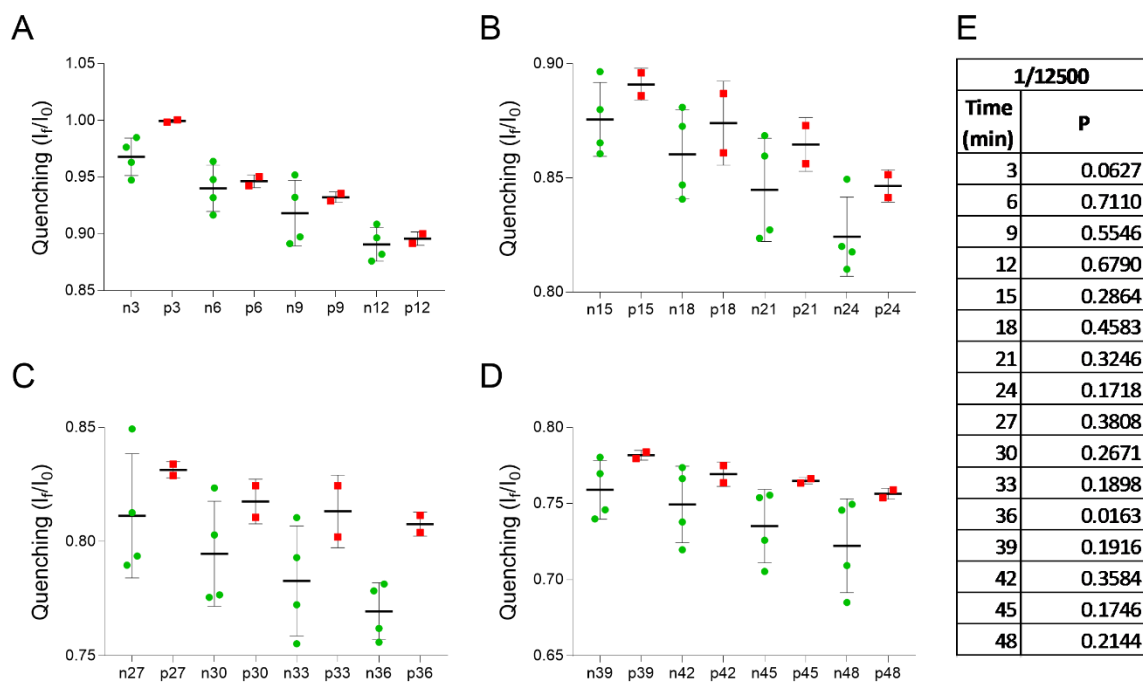 A
Quenching (If/I0)
1.05
1.00
0.95
0.90
0.85
n3 p3 n6 p6 n9 p9 n12 p12
B
Quenching (If/I0)
0.90
0.85
0.80
n15 p15 n18 p18 n21 p21 n24 p24
C
Quenching (If/I0)
0.85
0.80
0.75
n27 p27 n30 p30 n33 p33 n36 p36
D
Quenching (If/I0)
0.80
0.75
0.70
0.65
n39 p39 n42 p42 n45 p45 n48 p48
E
1/12500
Time (min) P
3 0.0627
6 0.7110
9 0.5546
12 0.6790
15 0.2864
18 0.4583
21 0.3246
24 0.1718
27 0.3808
30 0.2671
33 0.1898
36 0.0163
39 0.1916
42 0.3584
45 0.1746
48 0.2144